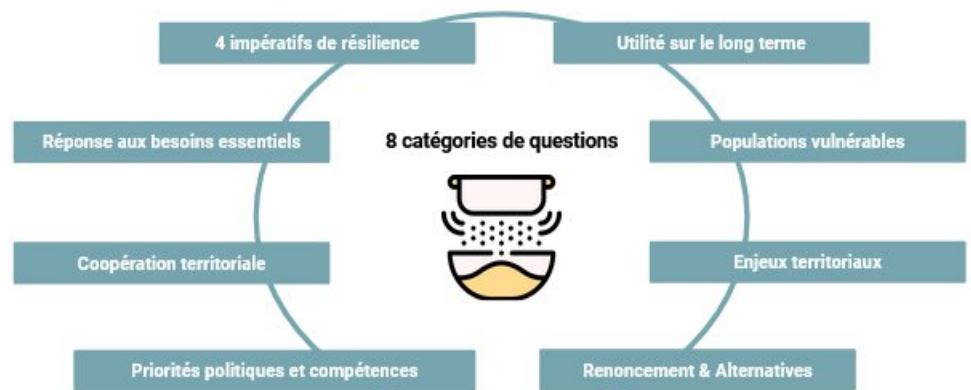 4 impératifs de résilience
Utilité sur le long terme
Réponse aux besoins essentiels
8 catégories de questions
Populations vulnérables
Coopération territoriale
Enjeux territoriaux
Priorités politiques et compétences
Renoncement & Alternatives